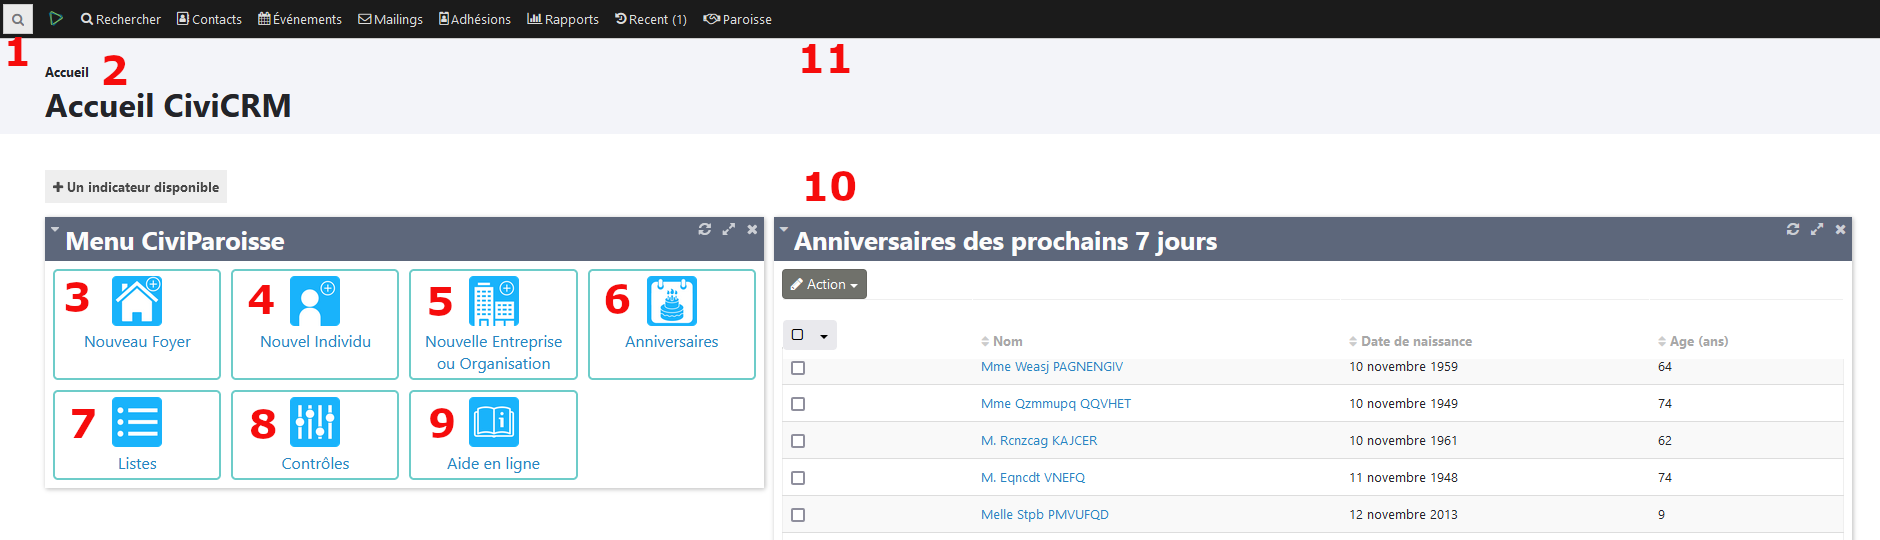 Rechercher Contacts Événements Mailings Adhésions Rapports Recent (1) Paroisse
1 2 11
Accueil
Accueil CiviCRM
10
+ Un indicateur disponible
Menu CiviParoisse
3 Nouveau Foyer
4 Nouvel Individu
5 Nouvelle Entreprise
ou Organisation
6 Anniversaires
7 Listes
8 Contrôles
9 Aide en ligne
Anniversaires des prochains 7 jours
Action
Nom Date de naissance Age (ans)
Mme Weasj PAGNENGIV 10 novembre 1959 64
Mme Qzmmupq QQVHET 10 novembre 1949 74
M. Rcnzcag KAJCER 10 novembre 1961 62
M. Eqncdt VNEFQ 11 novembre 1948 74
Melle Stpb PMVUFQD 12 novembre 2013 9